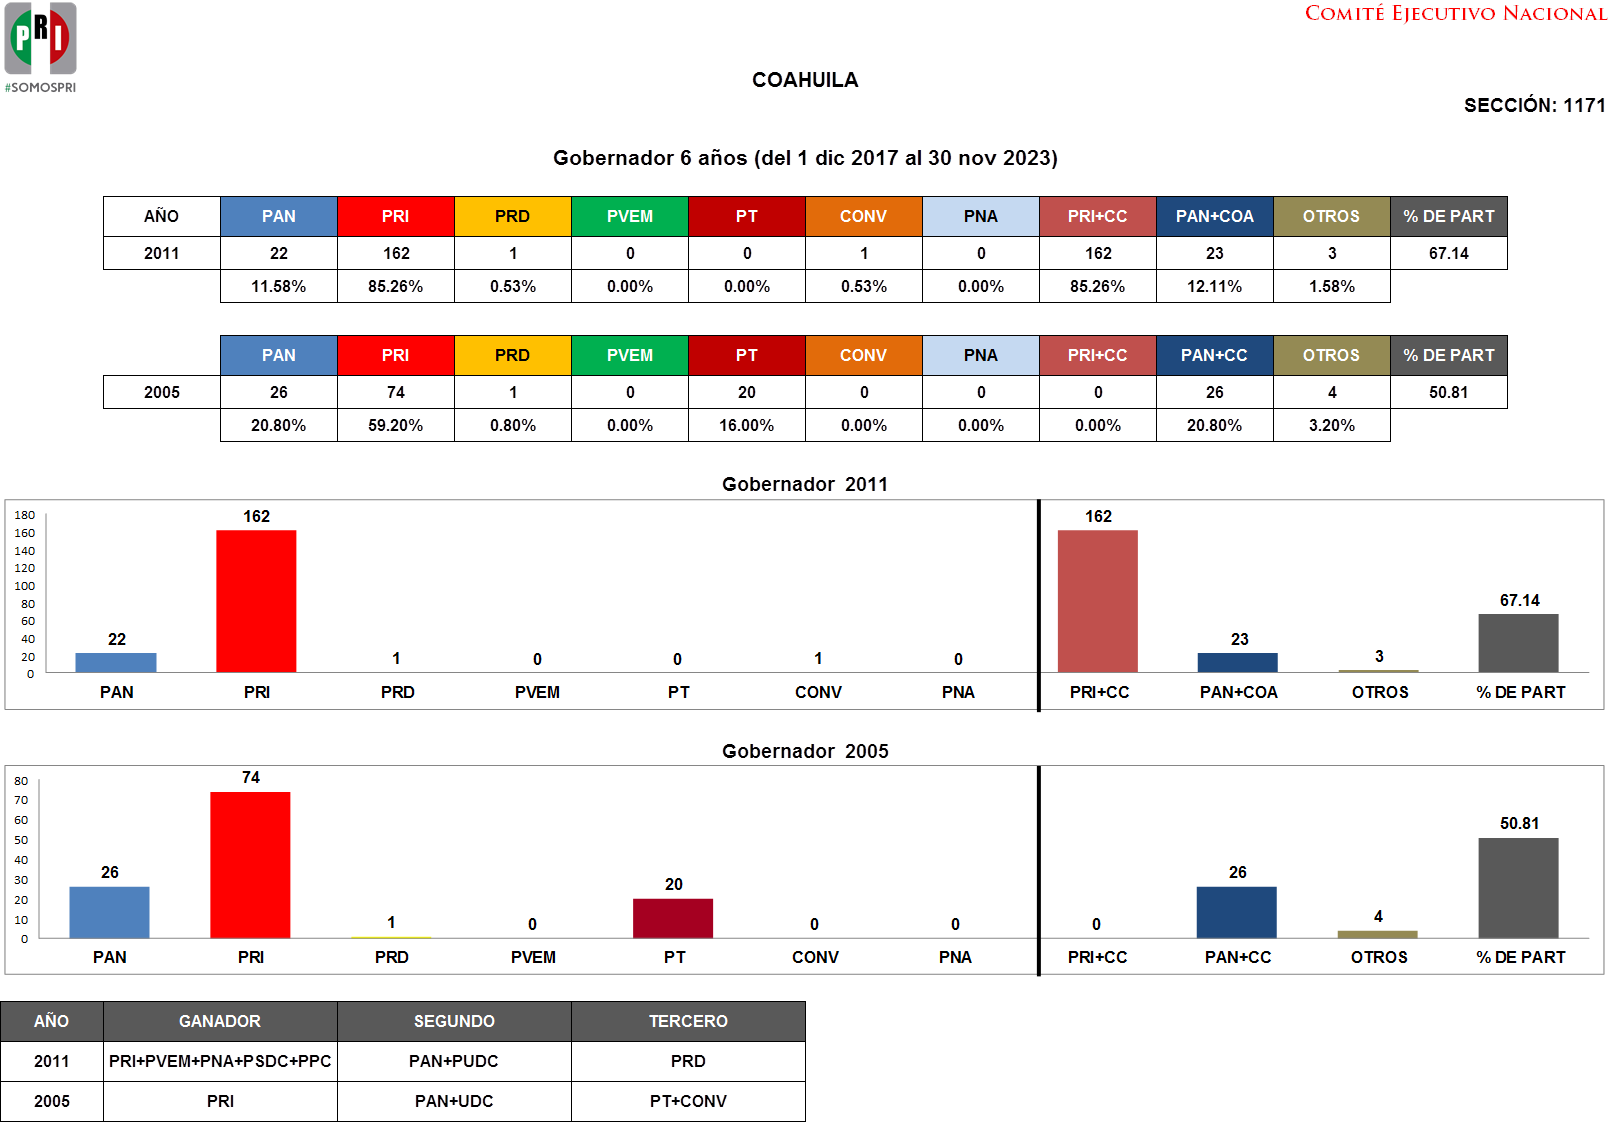 PRI
#SOMOSPRI
COMITÉ EJECUTIVO NACIONAL
COAHUILA
SECCIÓN: 1171
Gobernador 6 años (del 1 dic 2017 al 30 nov 2023)
AÑO PAN PRI PRD PVEM PT CONV PNA PRI+CC PAN+COA OTROS % DE PART
2011 22 162 1 0 0 1 0 162 23 3 67.14
11.58% 85.26% 0.53% 0.00% 0.00% 0.53% 0.00% 85.26% 12.11% 1.58%
PAN PRI PRD PVEM PT CONV PNA PRI+CC PAN+CC OTROS % DE PART
2005 26 74 1 0 20 0 0 0 26 4 50.81
20.80% 59.20% 0.80% 0.00% 16.00% 0.00% 0.00% 0.00% 20.80% 3.20%
Gobernador 2011
180
160
140
120
100
80
60
40
20
0
22 162 1 0 0 1 0 162 23 3 67.14
PAN PRI PRD PVEM PT CONV PNA PRI+CC PAN+COA OTROS % DE PART
Gobernador 2005
80
70
60
50
40
30
20
10
0
26 74 1 0 20 0 0 0 26 4 50.81
PAN PRI PRD PVEM PT CONV PNA PRI+CC PAN+CC OTROS % DE PART
AÑO GANADOR SEGUNDO TERCERO
2011 PRI+PVEM+PNA+PSDC+PPC PAN+PUDC PRD
2005 PRI PAN+UDC PT+CONV